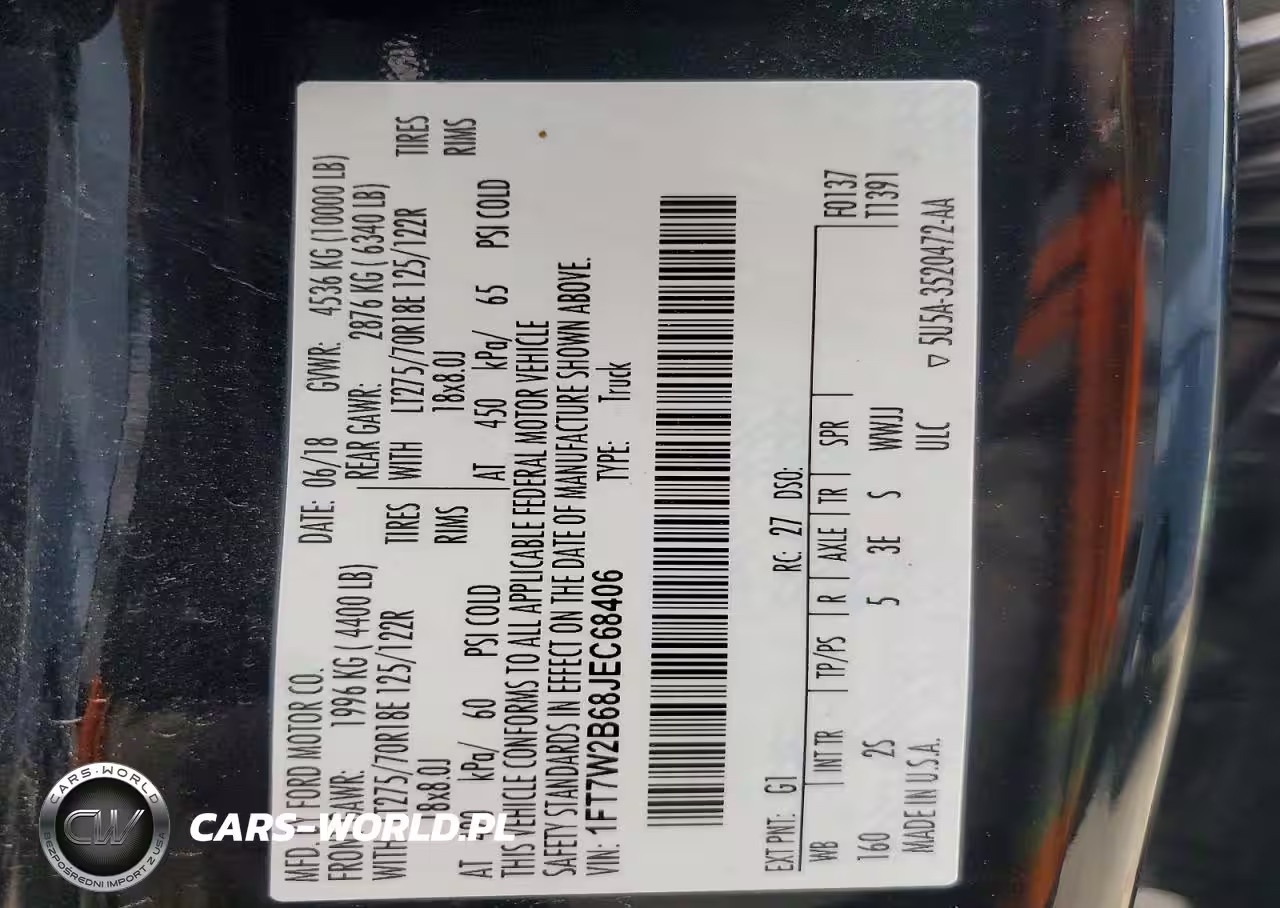 MFD. BY FORD MOTOR CO.
DATE: 06/18 GVWR: 4536 KG (10000 LB)
FRONT GAWR: 1996 KG ( 4400 LB)
REAR GAWR: 2876 KG ( 6340 LB)
WITH LT275/70R18E 125/122R TIRES
WITH LT275/70R18E 125/122R TIRES
18x8.0J RIMS
18x8.0J RIMS
AT kPa/ 60 PSI COLD
AT 450 kPa/ 65 PSI COLD
THIS VEHICLE CONFORMS TO ALL APPLICABLE FEDERAL MOTOR VEHICLE
SAFETY STANDARDS IN EFFECT ON THE DATE OF MANUFACTURE SHOWN ABOVE.
VIN: 1FT7W2B68JEC68406 TYPE: Truck
EXT PNT: G1 RC: 27 DSO:
WB INT TR TP/PS R AXLE TR SPR F0137
T1391
160 2S 5 3E S WWJJ
MADE IN U.S.A. ULC ▽ 5U5A-3520472-AA
CARS-WORLD
CW
BEZPOŚREDNI IMPORT Z USA
CARS-WORLD.PL